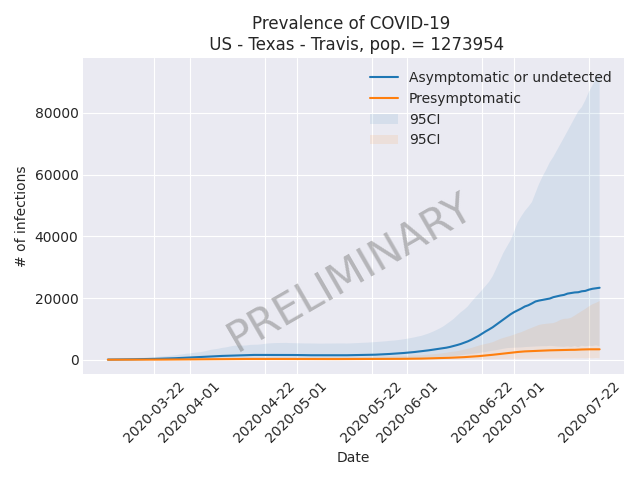 Prevalence of COVID-19
US - Texas - Travis, pop. = 1273954
Asymptomatic or undetected
Presymptomatic
95CI
95CI
# of infections
80000
60000
40000
20000
0
PRELIMINARY
2020-03-22
2020-04-01
2020-04-22
2020-05-01
2020-05-22
2020-06-01
2020-06-22
2020-07-01
2020-07-22
Date